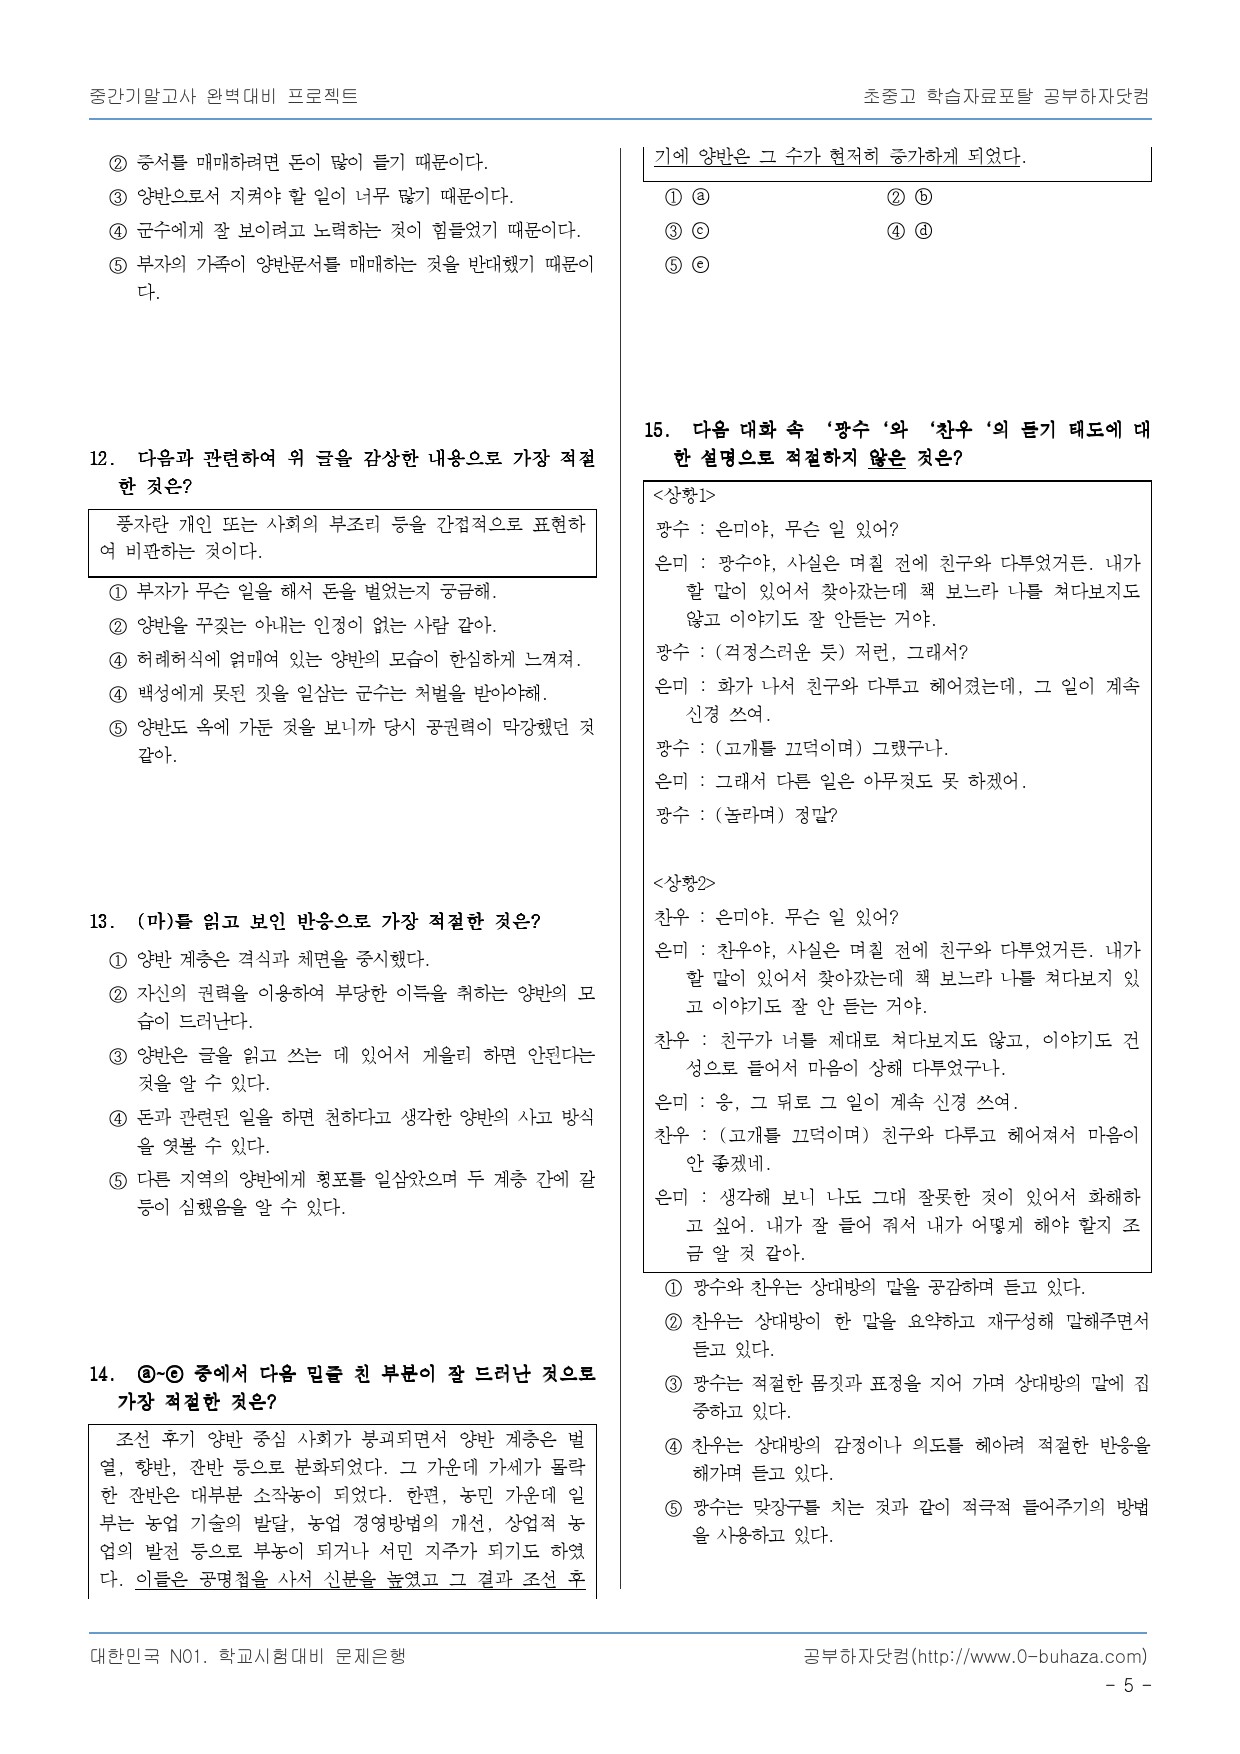 중간기말고사 완벽대비 프로젝트
초중고 학습자료포탈 공부하자닷컴
② 증서를 매매하려면 돈이 많이 들기 때문이다.
③ 양반으로서 지켜야 할 일이 너무 많기 때문이다.
④ 군수에게 잘 보이려고 노력하는 것이 힘들었기 때문이다.
⑤ 부자의 가족이 양반문서를 매매하는 것을 반대했기 때문이
다.
12. 다음과 관련하여 위 글을 감상한 내용으로 가장 적절
한 것은?
풍자란 개인 또는 사회의 부조리 등을 간접적으로 표현하
여 비판하는 것이다.
① 부자가 무슨 일을 해서 돈을 벌었는지 궁금해.
② 양반을 꾸짖는 아내는 인정이 없는 사람 같아.
④ 허례허식에 얽매여 있는 양반의 모습이 한심하게 느껴져.
④ 백성에게 못된 짓을 일삼는 군수는 처벌을 받아야해.
⑤ 양반도 옥에 가둔 것을 보니까 당시 공권력이 막강했던 것
같아.
13. (마)를 읽고 보인 반응으로 가장 적절한 것은?
① 양반 계층은 격식과 체면을 중시했다.
② 자신의 권력을 이용하여 부당한 이득을 취하는 양반의 모
습이 드러난다.
③ 양반은 글을 읽고 쓰는 데 있어서 게을리 하면 안된다는
것을 알 수 있다.
④ 돈과 관련된 일을 하면 천하다고 생각한 양반의 사고 방식
을 엿볼 수 있다.
⑤ 다른 지역의 양반에게 횡포를 일삼았으며 두 계층 간에 갈
등이 심했음을 알 수 있다.
14. ⓐ~ⓔ 중에서 다음 밑줄 친 부분이 잘 드러난 것으로
가장 적절한 것은?
조선 후기 양반 중심 사회가 붕괴되면서 양반 계층은 벌
열, 향반, 잔반 등으로 분화되었다. 그 가운데 가세가 몰락
한 잔반은 대부분 소작농이 되었다. 한편, 농민 가운데 일
부는 농업 기술의 발달, 농업 경영방법의 개선, 상업적 농
업의 발전 등으로 부농이 되거나 서민 지주가 되기도 하였
다. 이들은 공명첩을 사서 신분을 높였고 그 결과 조선 후
기에 양반은 그 수가 현저히 증가하게 되었다.
① ⓐ ② ⓑ
③ ⓒ ④ ⓓ
⑤ ⓔ
15. 다음 대화 속 ‘광수 ‘와 ‘찬우 ‘의 듣기 태도에 대
한 설명으로 적절하지 않은 것은?
<상황1>
광수 : 은미야, 무슨 일 있어?
은미 : 광수야, 사실은 며칠 전에 친구와 다투었거든. 내가
할 말이 있어서 찾아갔는데 책 보느라 나를 쳐다보지도
않고 이야기도 잘 안듣는 거야.
광수 : (걱정스러운 듯) 저런, 그래서?
은미 : 화가 나서 친구와 다투고 헤어졌는데, 그 일이 계속
신경 쓰여.
광수 : (고개를 끄덕이며) 그랬구나.
은미 : 그래서 다른 일은 아무것도 못 하겠어.
광수 : (놀라며) 정말?
<상황2>
찬우 : 은미야. 무슨 일 있어?
은미 : 찬우야, 사실은 며칠 전에 친구와 다투었거든. 내가
할 말이 있어서 찾아갔는데 책 보느라 나를 쳐다보지 있
고 이야기도 잘 안 듣는 거야.
찬우 : 친구가 너를 제대로 쳐다보지도 않고, 이야기도 건
성으로 들어서 마음이 상해 다투었구나.
은미 : 응, 그 뒤로 그 일이 계속 신경 쓰여.
찬우 : (고개를 끄덕이며) 친구와 다루고 헤어져서 마음이
안 좋겠네.
은미 : 생각해 보니 나도 그대 잘못한 것이 있어서 화해하
고 싶어. 내가 잘 들어 줘서 내가 어떻게 해야 할지 조
금 알 것 같아.
① 광수와 찬우는 상대방의 말을 공감하며 듣고 있다.
② 찬우는 상대방이 한 말을 요약하고 재구성해 말해주면서
듣고 있다.
③ 광수는 적절한 몸짓과 표정을 지어 가며 상대방의 말에 집
중하고 있다.
④ 찬우는 상대방의 감정이나 의도를 헤아려 적절한 반응을
해가며 듣고 있다.
⑤ 광수는 맞장구를 치는 것과 같이 적극적 들어주기의 방법
을 사용하고 있다.
대한민국 N01. 학교시험대비 문제은행
공부하자닷컴(http://www.0-buhaza.com)
- 5 -